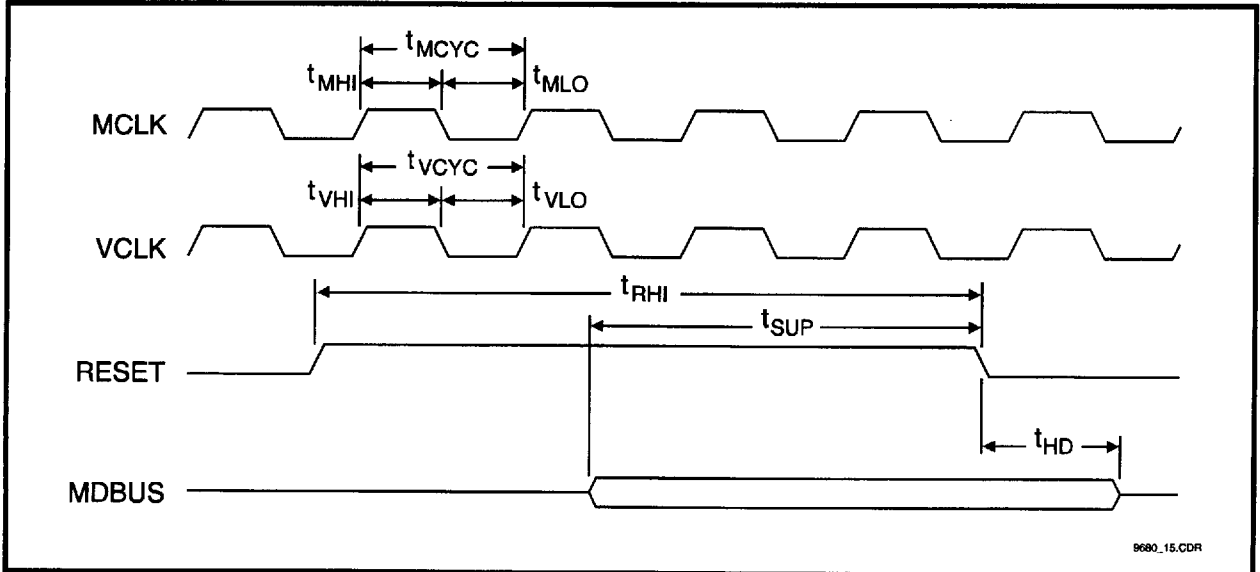 tMCYC
tMHI tMLO
MCLK
tVCYC
tVHI tVLO
VCLK
tRHI
tSUP
RESET
tHD
MDBUS
9680_15.CDR